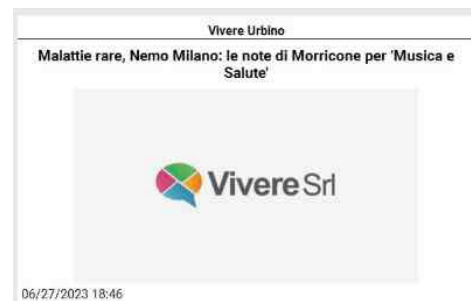 Vivere Urbino
Malattie rare, Nemo Milano: le note di Morricone per 'Musica e
Salute'
Vivere Srl
06/27/2023 18:46